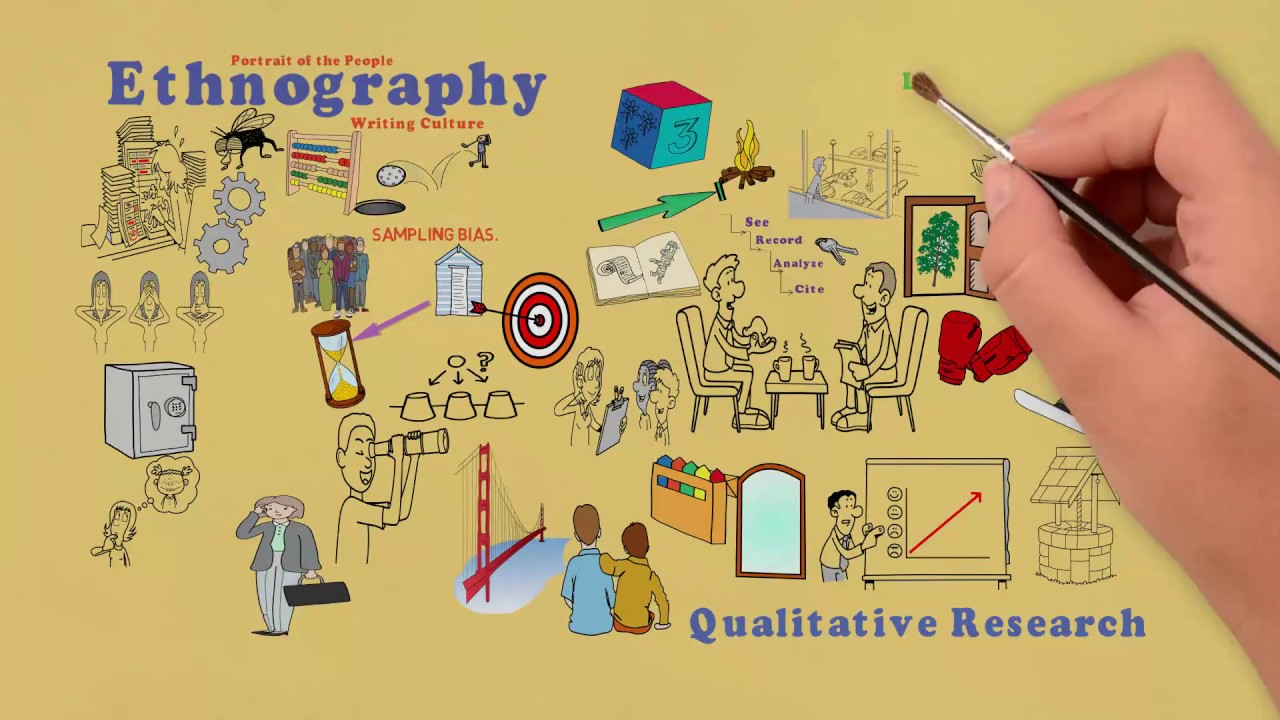 Portrait of the People
Ethnography
Writing Culture
3
SAMPLING BIAS.
See
Record
Analyze
Cite
?
Qualitative Research